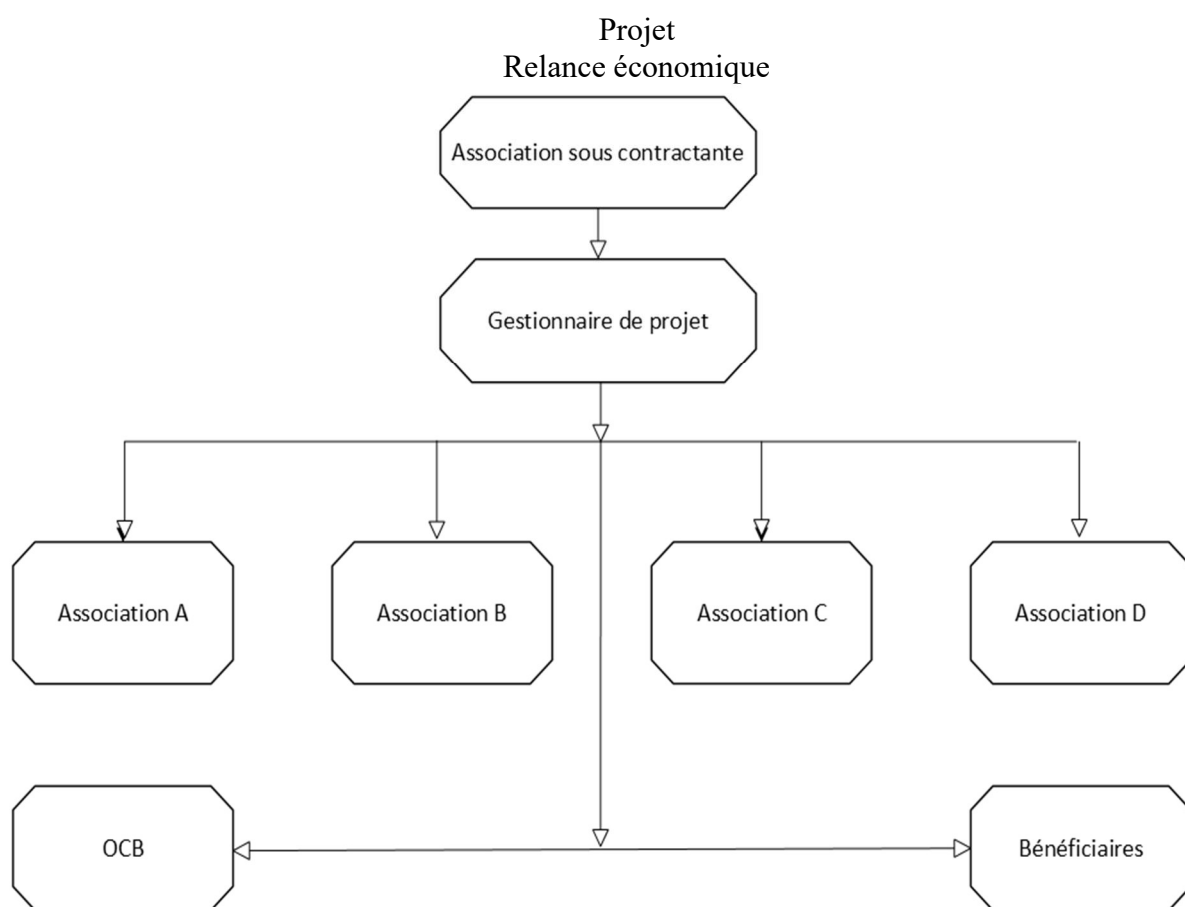 Projet
Relance économique
Association sous contractante
Gestionnaire de projet
Association A
Association B
Association C
Association D
OCB
Bénéficiaires